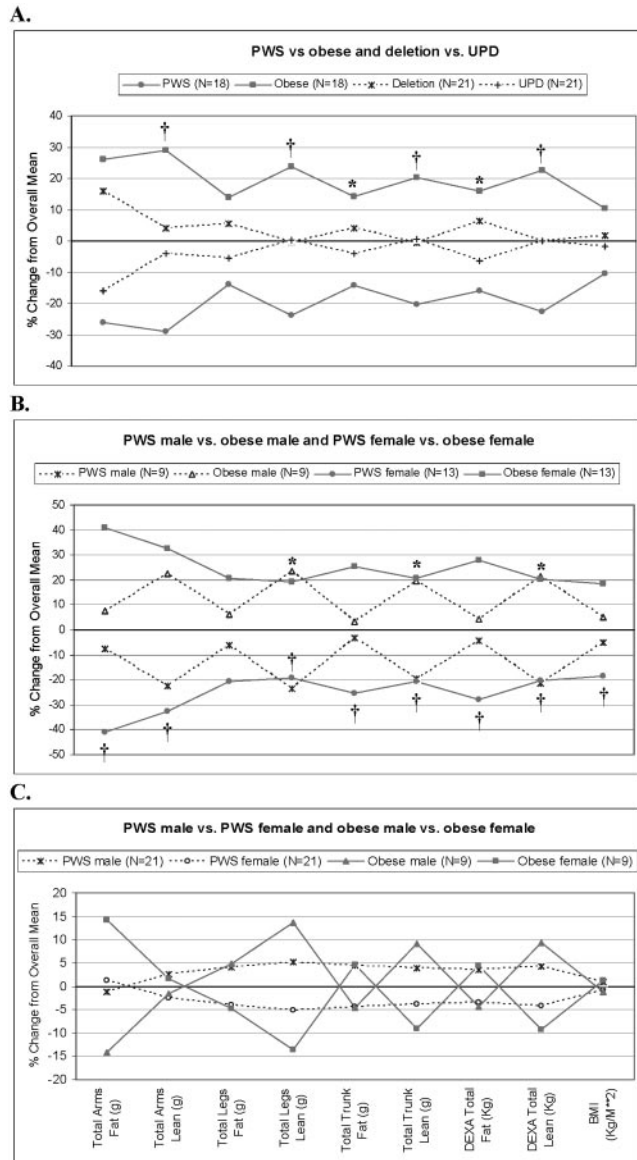 A.
PWS vs obese and deletion vs. UPD
PWS (N=18) Obese (N=18) Deletion (N=21) UPD (N=21)
% Change from Overall Mean
40
30
20
10
0
-10
-20
-30
-40
† † * † * †
B.
PWS male vs. obese male and PWS female vs. obese female
PWS male (N=9) Obese male (N=9) PWS female (N=13) Obese female (N=13)
% Change from Overall Mean
50
40
30
20
10
0
-10
-20
-30
-40
-50
* * *
† † † † † † † †
C.
PWS male vs. PWS female and obese male vs. obese female
PWS male (N=21) PWS female (N=21) Obese male (N=9) Obese female (N=9)
% Change from Overall Mean
20
15
10
5
0
-5
-10
-15
-20
Total Arms
Fat (g)
Total Arms
Lean (g)
Total Legs
Fat (g)
Total Legs
Lean (g)
Total Trunk
Fat (g)
Total Trunk
Lean (g)
DEXA Total
Fat (Kg)
DEXA Total
Lean (Kg)
BMI
(Kg/M**2)